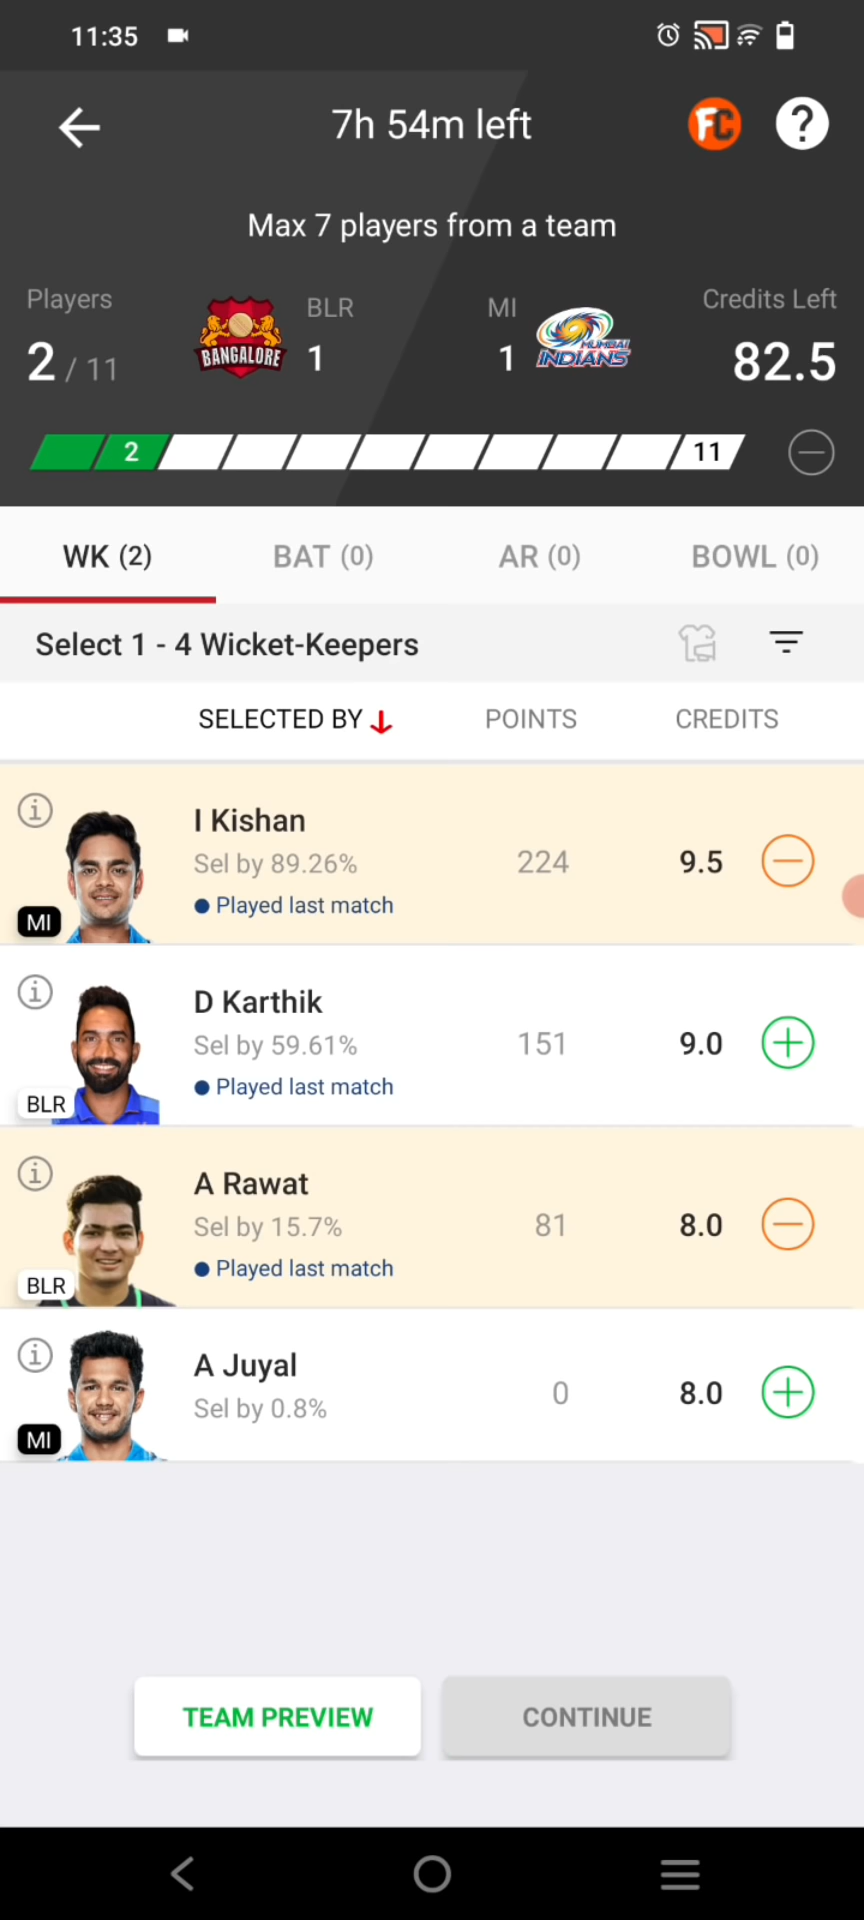 11:35
7h 54m left
FC
?
Max 7 players from a team
Players
BLR
MI
Credits Left
BANGALORE
MUMBAI
INDIANS
2 / 11
1
1
82.5
2
11
WK (2)
BAT (0)
AR (0)
BOWL (0)
Select 1 - 4 Wicket-Keepers
SELECTED BY
POINTS
CREDITS
I Kishan
Sel by 89.26%
224
9.5
Played last match
MI
D Karthik
Sel by 59.61%
151
9.0
Played last match
BLR
A Rawat
Sel by 15.7%
81
8.0
Played last match
BLR
A Juyal
Sel by 0.8%
0
8.0
MI
TEAM PREVIEW
CONTINUE